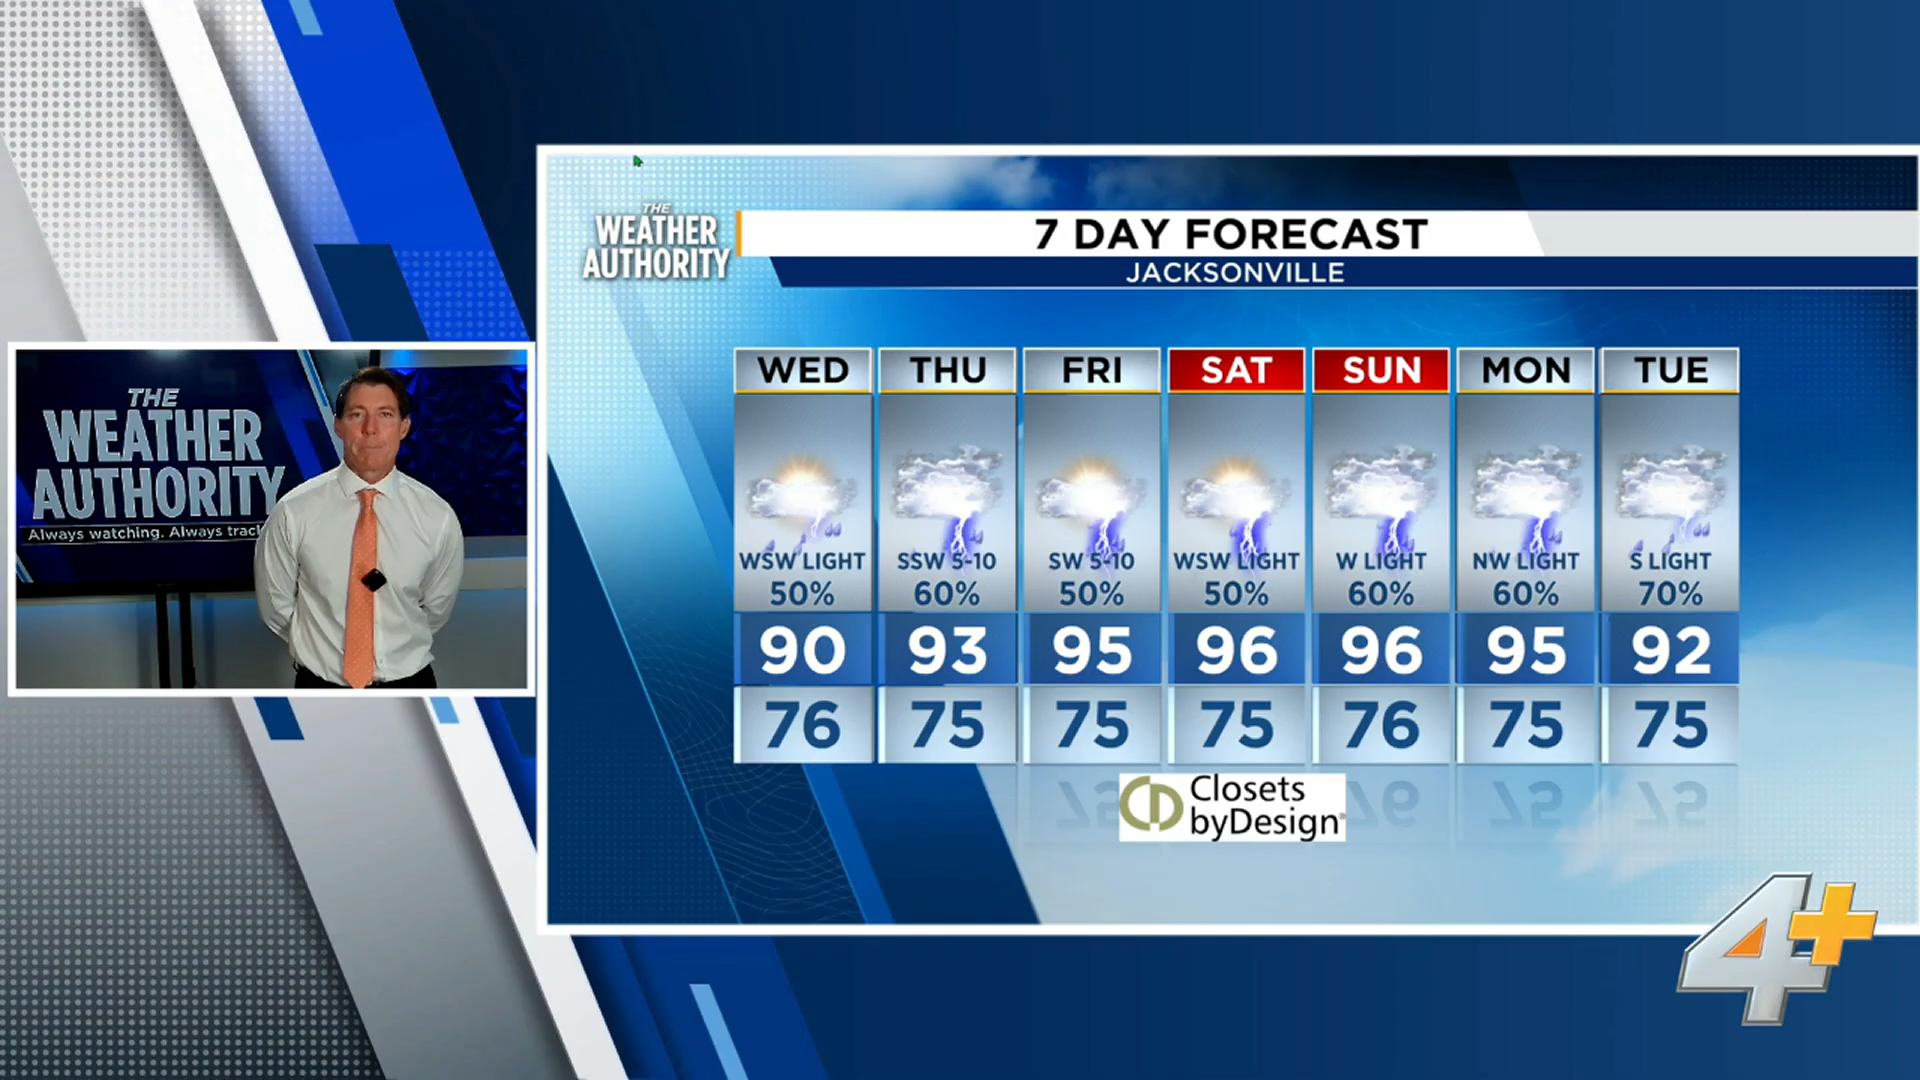 THE
WEATHER
AUTHORITY
Always watching. Always trac
THE
WEATHER
AUTHORITY
7 DAY FORECAST
JACKSONVILLE
WED THU FRI SAT SUN MON TUE
WSW LIGHT SSW 5-10 SW 5-10 WSW LIGHT W LIGHT NW LIGHT S LIGHT
50% 60% 50% 50% 60% 60% 70%
90 93 95 96 96 95 92
76 75 75 75 76 75 75
Closets
byDesign
4+